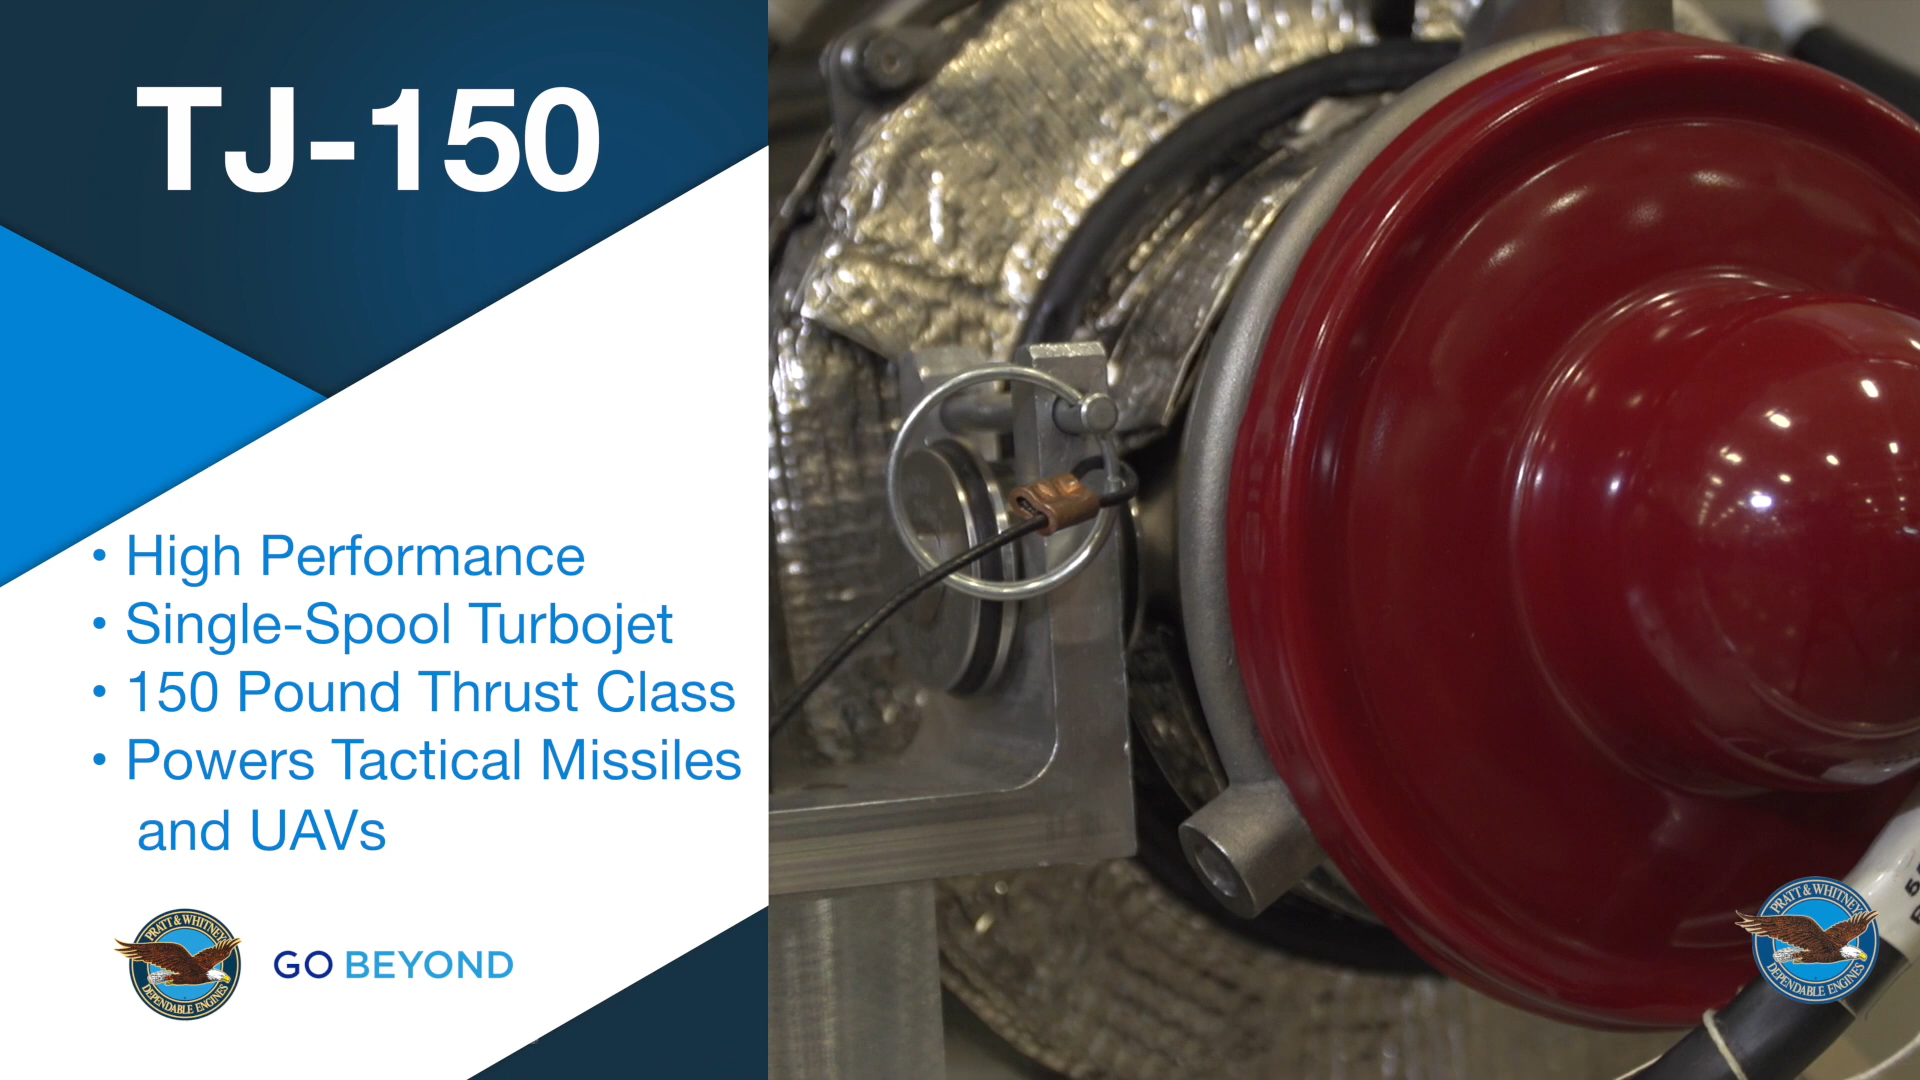 TJ-150
• High Performance
• Single-Spool Turbojet
• 150 Pound Thrust Class
• Powers Tactical Missiles
and UAVs
PRATT & WHITNEY
DEPENDABLE ENGINES
GO BEYOND
PRATT & WHITNEY
DEPENDABLE ENGINES